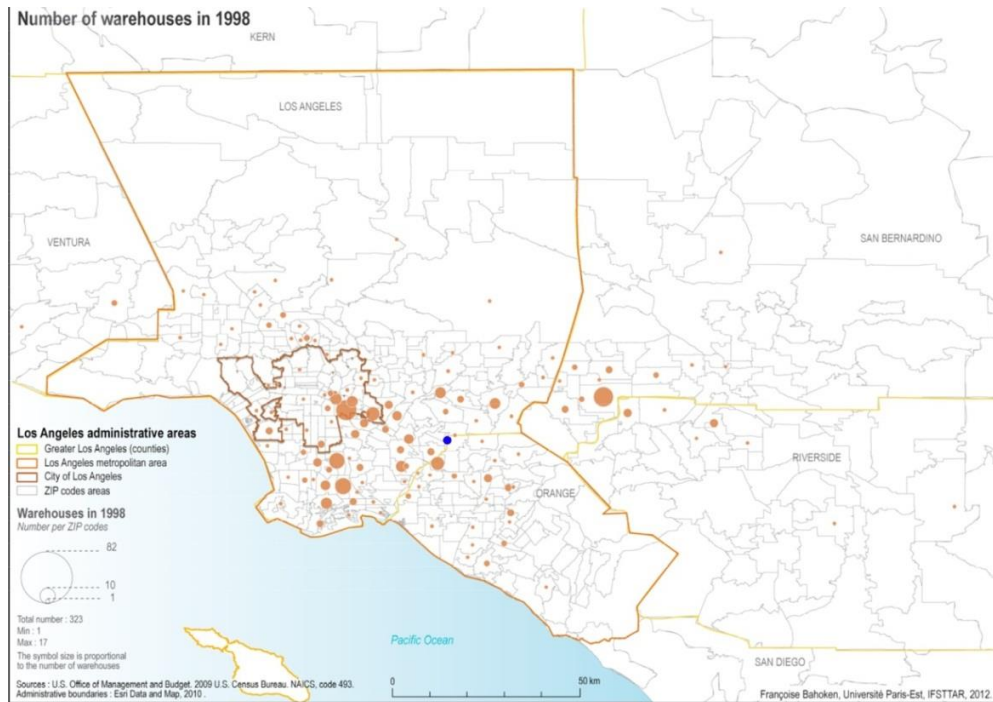 Number of warehouses in 1998
KERN
LOS ANGELES
VENTURA
SAN BERNARDINO
Los Angeles administrative areas
Greater Los Angeles (counties)
Los Angeles metropolitan area
City of Los Angeles
ZIP codes areas
RIVERSIDE
ORANGE
Warehouses in 1998
Number per ZIP codes
82
10
1
Total number : 323
Min : 1
Max : 17
The symbol size is proportional
to the number of warehouses
Pacific Ocean
SAN DIEGO
Sources : U.S. Office of Management and Budget. 2009 U.S. Census Bureau. NAICS, code 493.
Administrative boundaries : Esri Data and Map. 2010 .
0 50 km
Françoise Bahoken, Université Paris-Est, IFSTTAR, 2012.